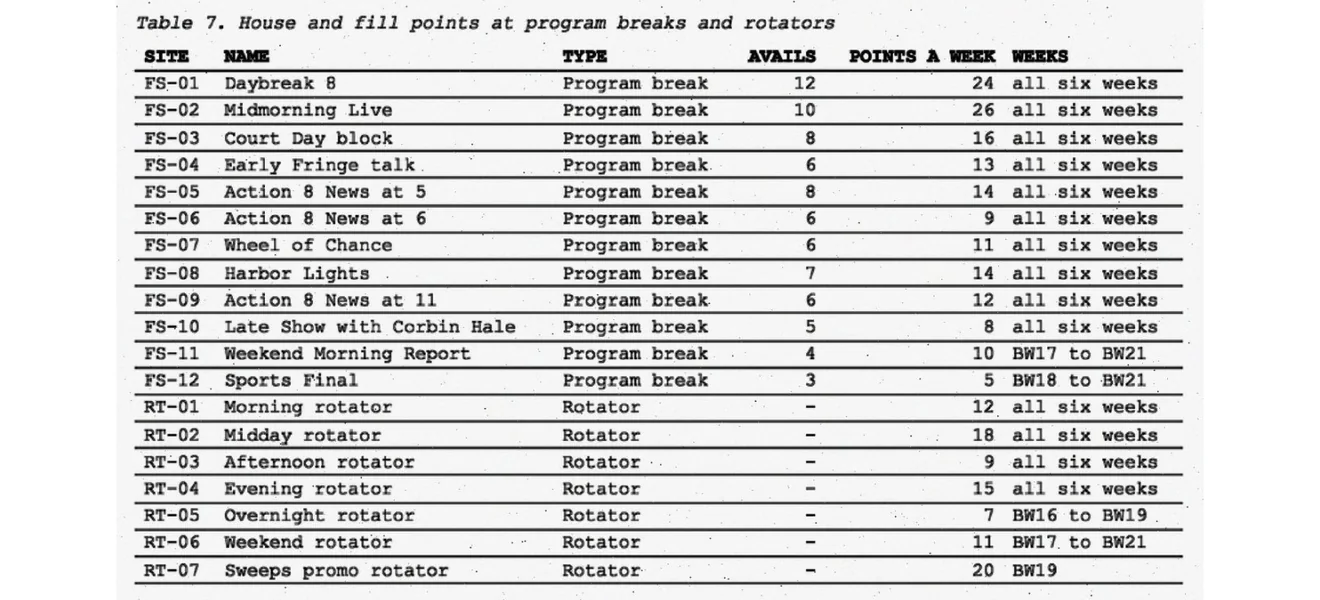 Table 7. House and fill points at program breaks and rotators
SITE NAME TYPE AVAILS POINTS A WEEK WEEKS
FS-01 Daybreak 8 Program break 12 24 all six weeks
FS-02 Midmorning Live Program break 10 26 all six weeks
FS-03 Court Day block Program break 8 16 all six weeks
FS-04 Early Fringe talk Program break 6 13 all six weeks
FS-05 Action 8 News at 5 Program break 8 14 all six weeks
FS-06 Action 8 News at 6 Program break 6 9 all six weeks
FS-07 Wheel of Chance Program break 6 11 all six weeks
FS-08 Harbor Lights Program break 7 14 all six weeks
FS-09 Action 8 News at 11 Program break 6 12 all six weeks
FS-10 Late Show with Corbin Hale Program break 5 8 all six weeks
FS-11 Weekend Morning Report Program break 4 10 BW17 to BW21
FS-12 Sports Final Program break 3 5 BW18 to BW21
RT-01 Morning rotator Rotator - 12 all six weeks
RT-02 Midday rotator Rotator - 18 all six weeks
RT-03 Afternoon rotator Rotator - 9 all six weeks
RT-04 Evening rotator Rotator - 15 all six weeks
RT-05 Overnight rotator Rotator - 7 BW16 to BW19
RT-06 Weekend rotator Rotator - 11 BW17 to BW21
RT-07 Sweeps promo rotator Rotator - 20 BW19